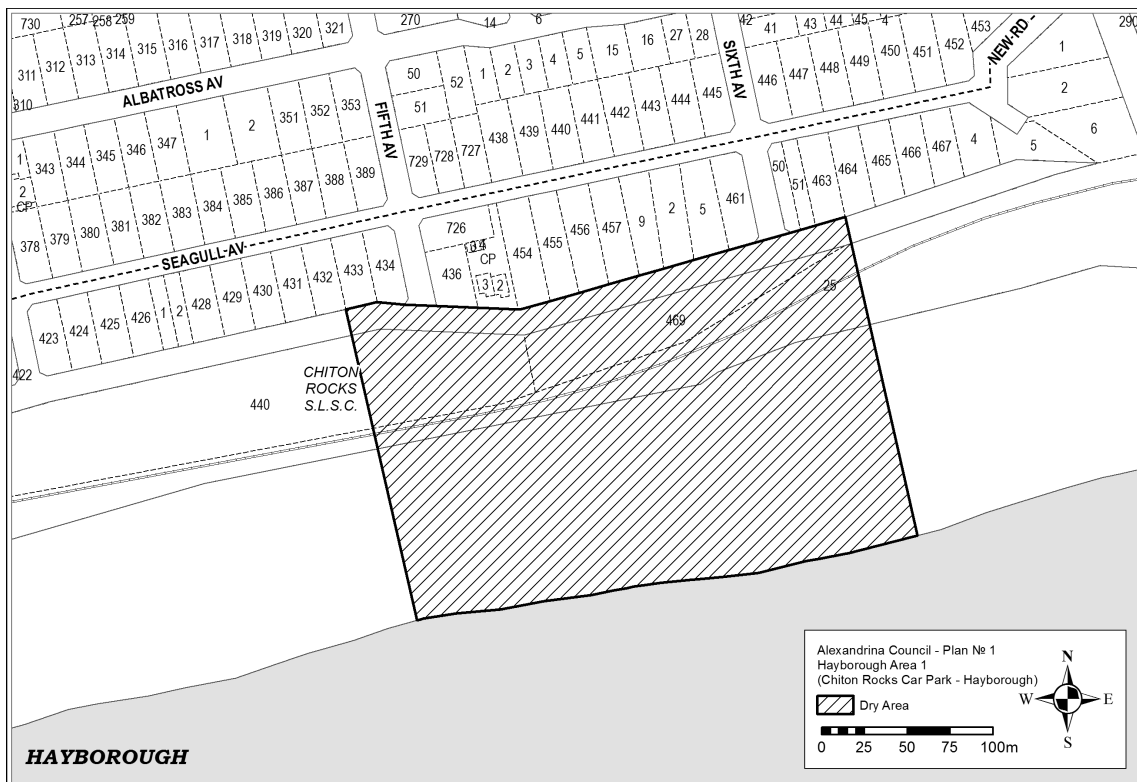 730 257 258 259 270 14 6 42 41 43 44 45 4 453 290
311 312 313 314 315 316 317 318 319 320 321
310
ALBATROSS AV
50 52 1 2 3 4 5 15 16 27 28
51
SIXTH AV
446 447 448 449 450 451 452
NEW RD
1
2
6
5
FIFTH AV
1 343 344 345 346 347 1 2 351 352 353
2
CP
729 728 727 438 439 440 441 442 443 444 445
378 379 380 381 382 383 384 385 386 387 388 389
50 51 463 464 465 466 467 4
SEAGULL AV
726
34
CP
436
3 2
454 455 456 457 9 2 5 461
423 424 425 426 1 2 428 429 430 431 432 433 434
422
25
469
CHITON
ROCKS
S.L.S.C.
440
Alexandrina Council - Plan № 1
Hayborough Area 1
(Chiton Rocks Car Park - Hayborough)
Dry Area
0 25 50 75 100m
N
W E
S
HAYBOROUGH